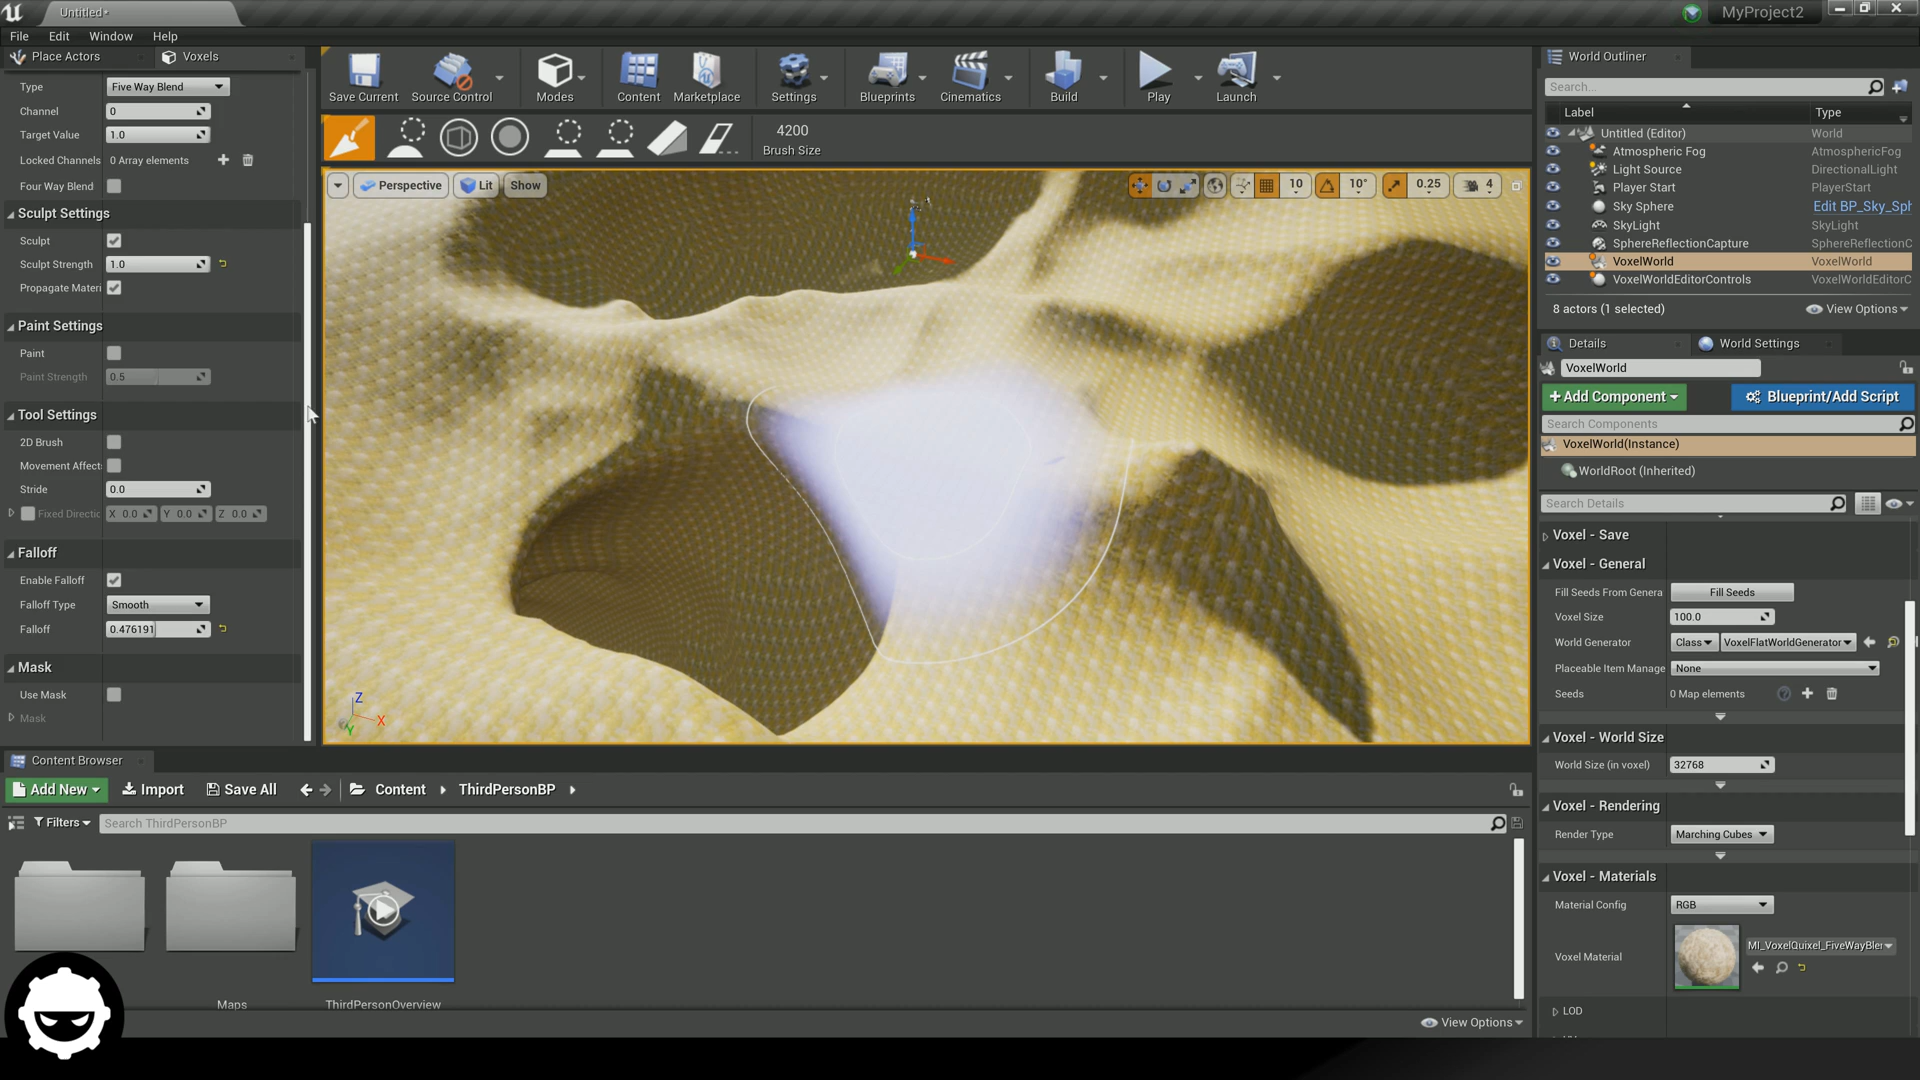 Untitled*
MyProject2
File Edit Window Help
Place Actors
Voxels
Type Five Way Blend
Channel 0
Target Value 1.0
Locked Channels 0 Array elements
Four Way Blend
Sculpt Settings
Sculpt
Sculpt Strength 1.0
Propagate Materi
Paint Settings
Paint
Paint Strength 0.5
Tool Settings
2D Brush
Movement Affect
Stride 0.0
Fixed Directic X 0.0 Y 0.0 Z 0.0
Falloff
Enable Falloff
Falloff Type Smooth
Falloff 0.476191
Mask
Use Mask
Mask
Save Current
Source Control
Modes
Content
Marketplace
Settings
Blueprints
Cinematics
Build
Play
Launch
4200
Brush Size
Perspective Lit Show
10 10° 0.25 4
Z
X
Y
World Outliner
Search...
Label Type
Untitled (Editor) World
Atmospheric Fog AtmosphericFog
Light Source DirectionalLight
Player Start PlayerStart
Sky Sphere Edit BP_Sky_Sph
SkyLight SkyLight
SphereReflectionCapture SphereReflectionC
VoxelWorld VoxelWorld
VoxelWorldEditorControls VoxelWorldEditorC
8 actors (1 selected) View Options
Details
World Settings
VoxelWorld
+Add Component
Blueprint/Add Script
Search Components
VoxelWorld(Instance)
WorldRoot (Inherited)
Search Details
Voxel - Save
Voxel - General
Fill Seeds From Genera Fill Seeds
Voxel Size 100.0
World Generator Class VoxelFlatWorldGenerator
Placeable Item Manage None
Seeds 0 Map elements
Voxel - World Size
World Size (in voxel) 32768
Voxel - Rendering
Render Type Marching Cubes
Voxel - Materials
Material Config RGB
Voxel Material MI_VoxelQuixel_FiveWayBler
LOD
Content Browser
Add New Import Save All Content ThirdPersonBP
Filters Search ThirdPersonBP
Maps
ThirdPersonOverview
View Options